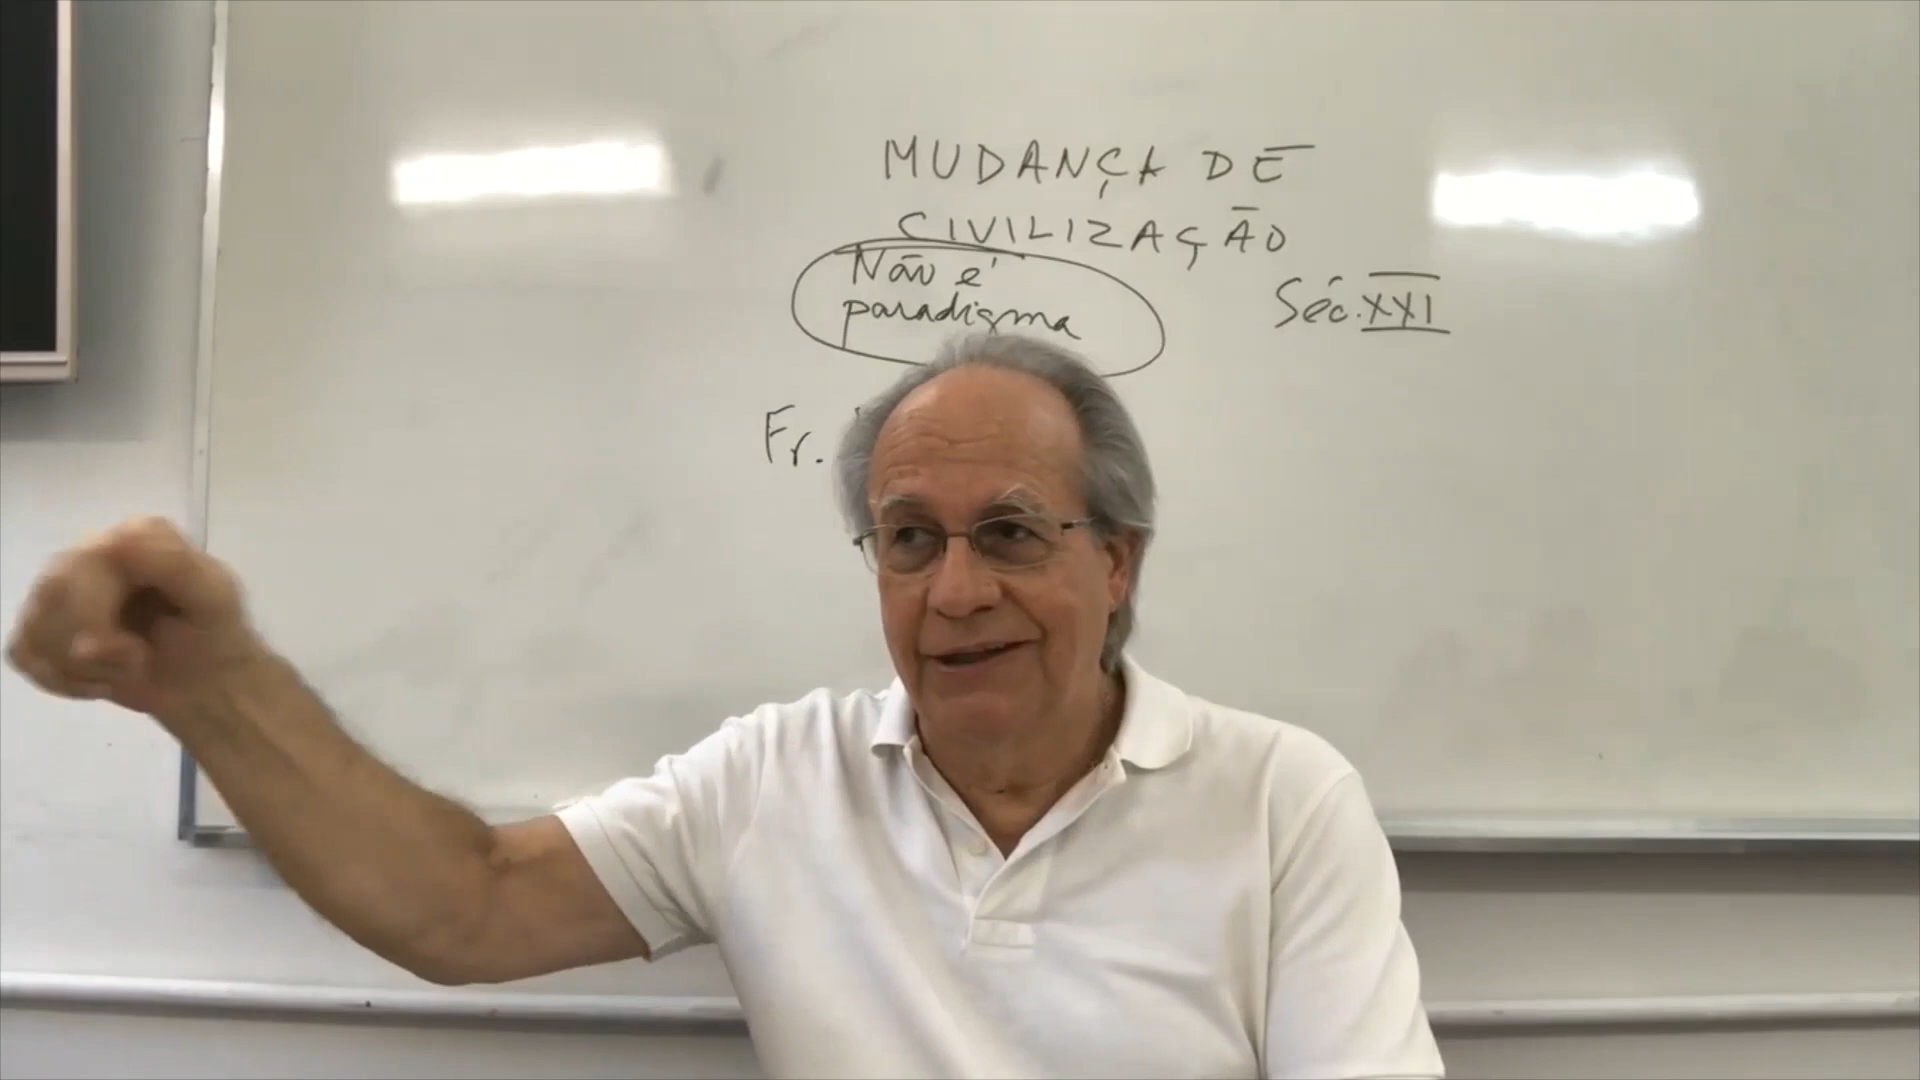 MUDANÇA DE
CIVILIZAÇÃO
Não é
paradigma
Séc. XXI
Fr.